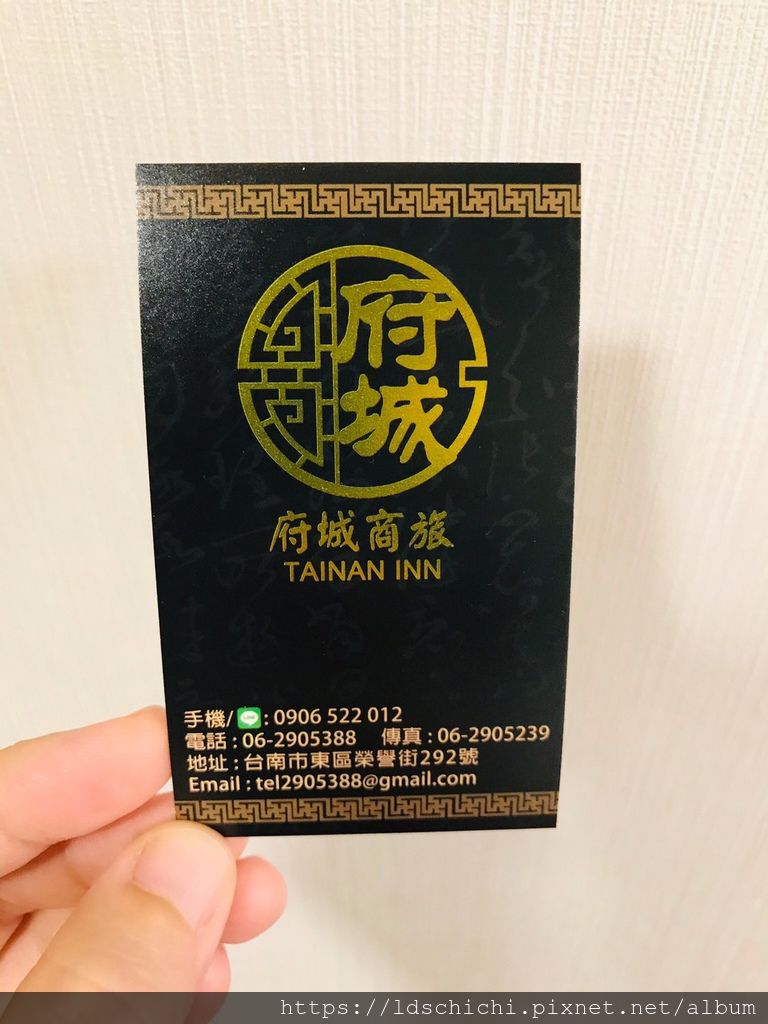 府城
府城商旅
TAINAN INN
手機/LINE: 0906 522 012
電話 : 06-2905388 傳真 : 06-2905239
地址 : 台南市東區榮譽街292號
Email : tel2905388@gmail.com
https://ldschichi.pixnet.net/album